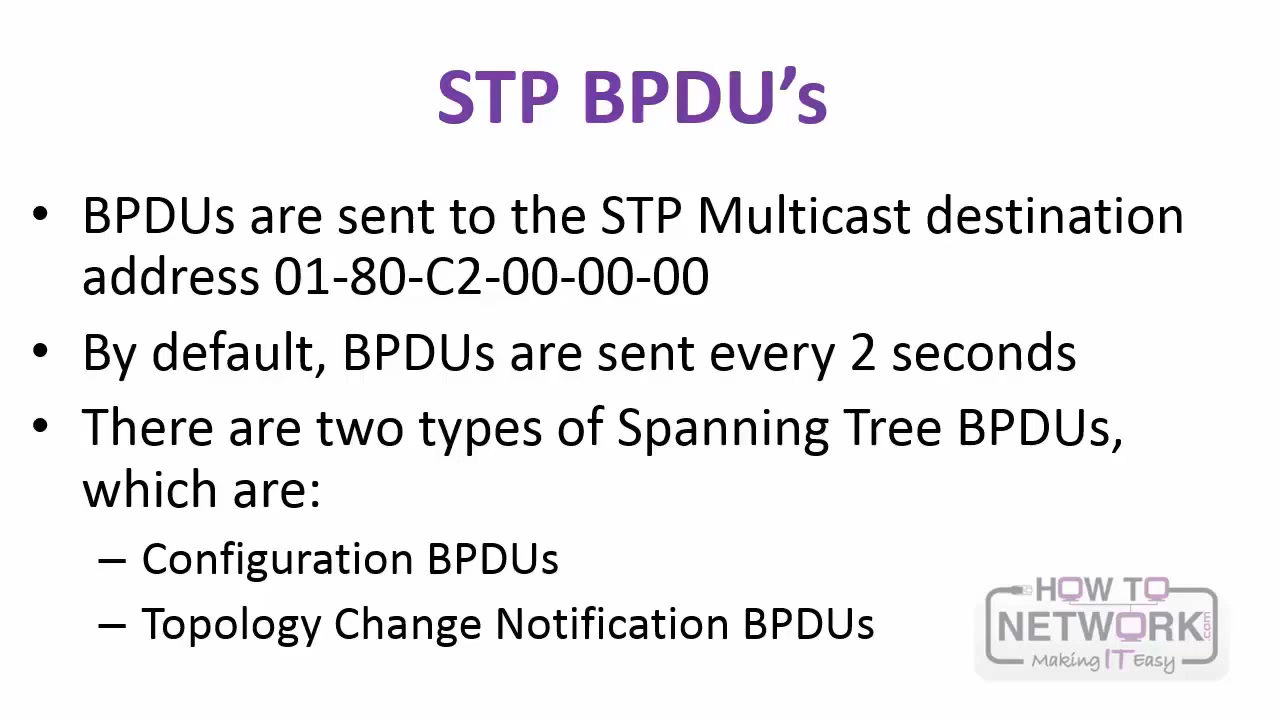 STP BPDU’s
• BPDUs are sent to the STP Multicast destination
address 01-80-C2-00-00-00
• By default, BPDUs are sent every 2 seconds
• There are two types of Spanning Tree BPDUs,
which are:
– Configuration BPDUs
– Topology Change Notification BPDUs
HOW TO
NETWORK.com
Making IT Easy